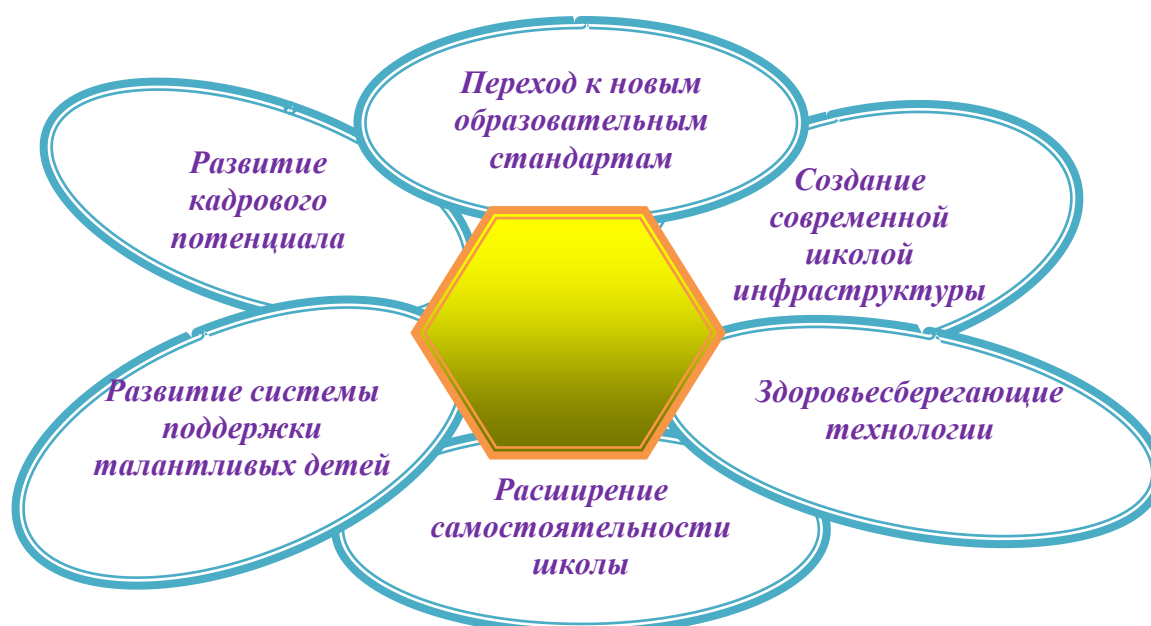 Переход к новым
образовательным
стандартам
Развитие
кадрового
потенциала
Создание
современной
школой
инфраструктуры
Развитие системы
поддержки
талантливых детей
Здоровьесберегающие
технологии
Расширение
самостоятельности
школы